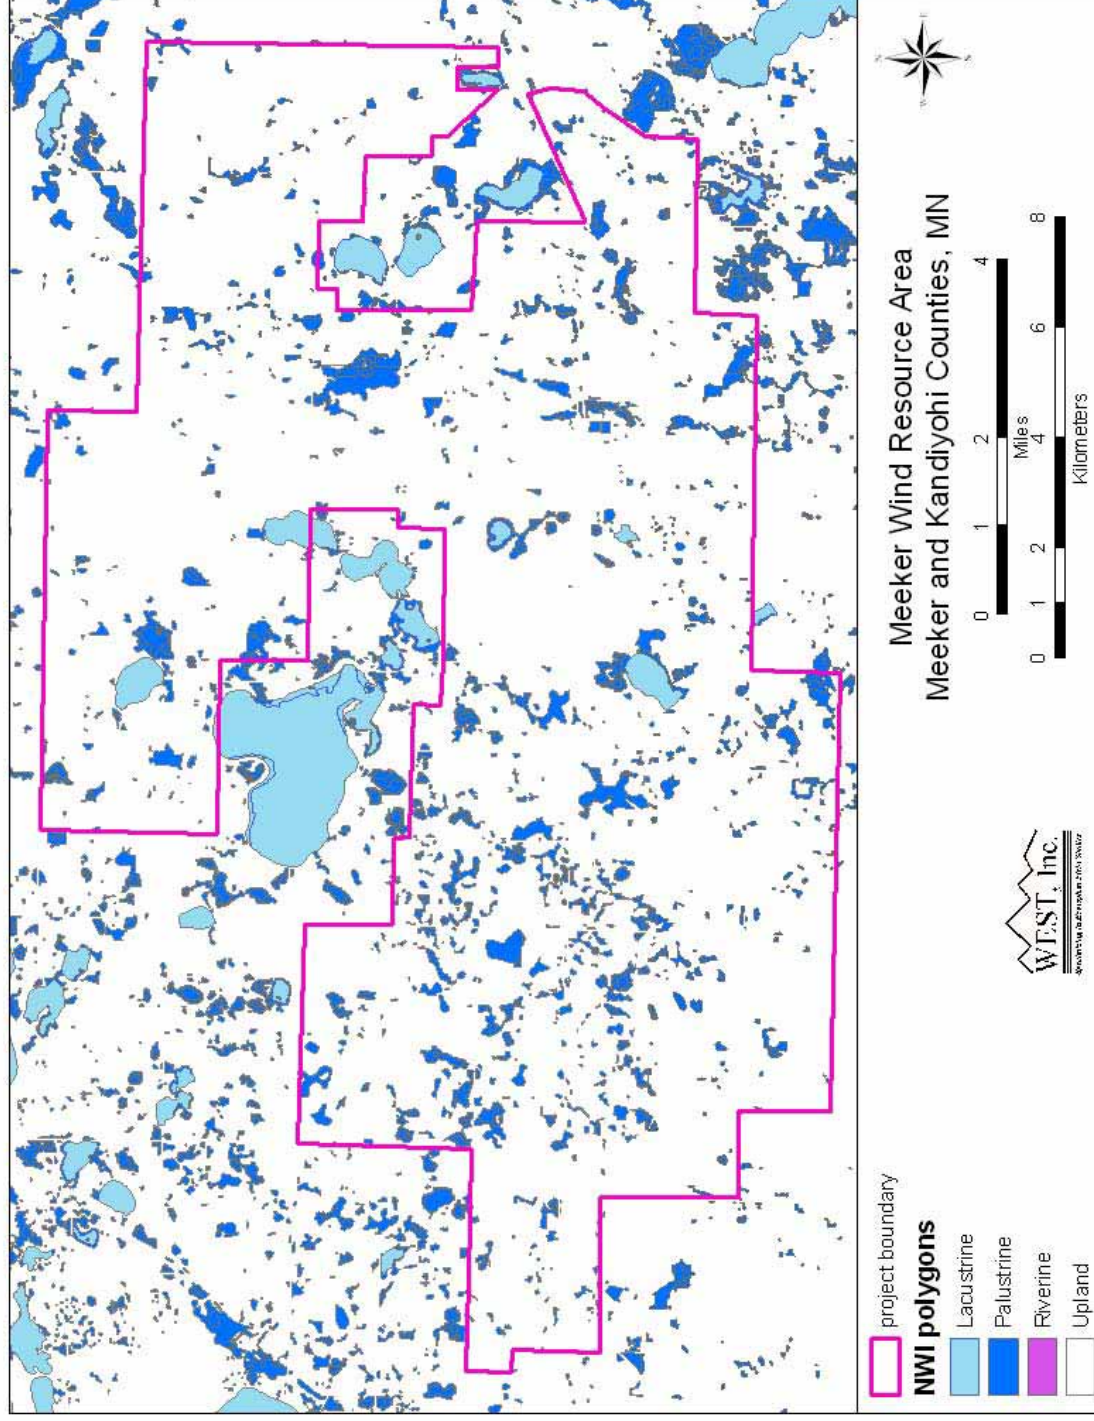 Meeker Wind Resource Area
Meeker and Kandiyohi Counties, MN
0 1 2 4
Miles
0 1 2 4 6 8
Kilometers
WEST, Inc.
project boundary
NWI polygons
Lacustrine
Palustrine
Riverine
Upland